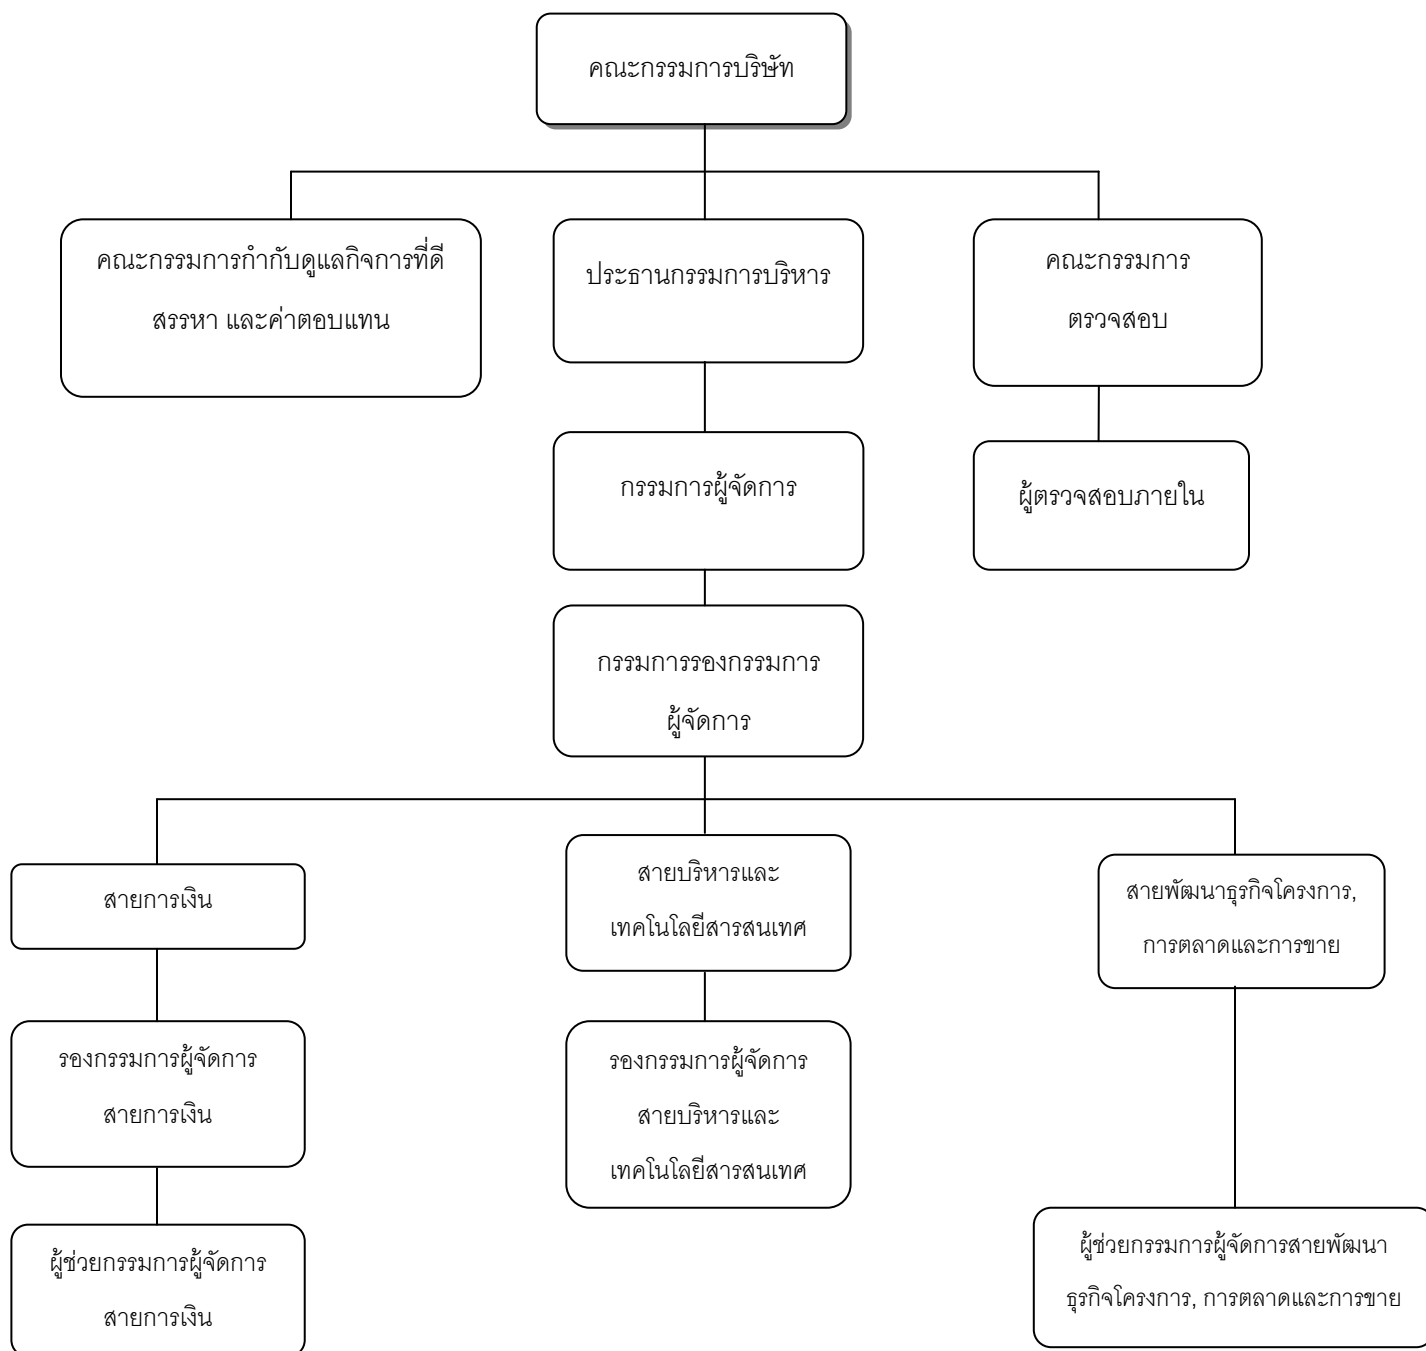 คณะกรรมการบริษัท
คณะกรรมการกำกับดูแลกิจการที่ดี
สรรหา และค่าตอบแทน
ประธานกรรมการบริหาร
คณะกรรมการ
ตรวจสอบ
กรรมการผู้จัดการ
ผู้ตรวจสอบภายใน
กรรมการรองกรรมการ
ผู้จัดการ
สายการเงิน
สายบริหารและ
เทคโนโลยีสารสนเทศ
สายพัฒนาธุรกิจโครงการ,
การตลาดและการขาย
รองกรรมการผู้จัดการ
สายการเงิน
รองกรรมการผู้จัดการ
สายบริหารและ
เทคโนโลยีสารสนเทศ
ผู้ช่วยกรรมการผู้จัดการ
สายการเงิน
ผู้ช่วยกรรมการผู้จัดการสายพัฒนา
ธุรกิจโครงการ, การตลาดและการขาย